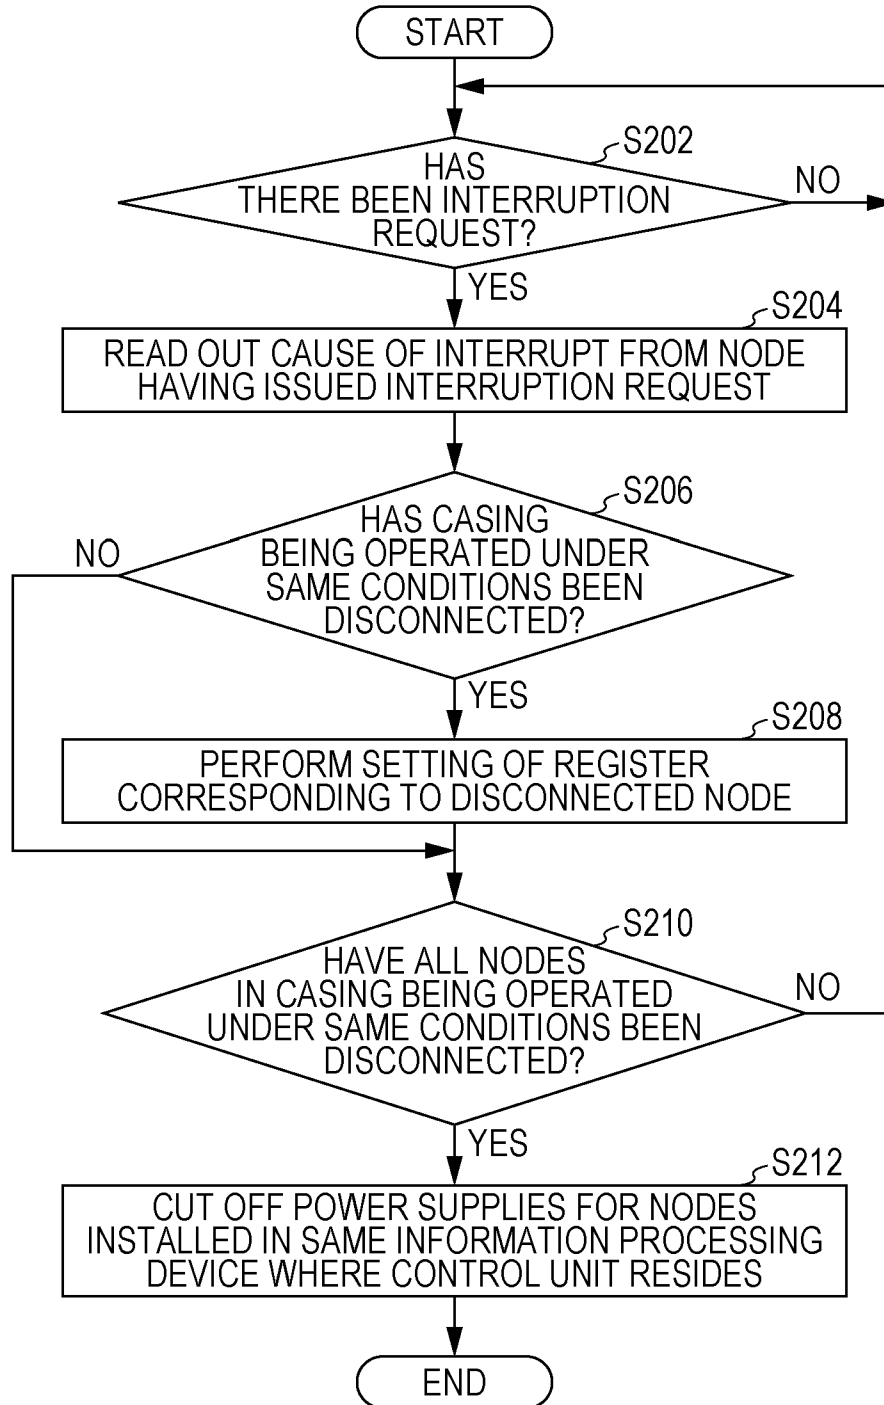 START
S202
HAS
THERE BEEN INTERRUPTION
REQUEST?
NO
YES
S204
READ OUT CAUSE OF INTERRUPT FROM NODE
HAVING ISSUED INTERRUPTION REQUEST
S206
HAS CASING
BEING OPERATED UNDER
SAME CONDITIONS BEEN
DISCONNECTED?
NO
YES
S208
PERFORM SETTING OF REGISTER
CORRESPONDING TO DISCONNECTED NODE
S210
HAVE ALL NODES
IN CASING BEING OPERATED
UNDER SAME CONDITIONS BEEN
DISCONNECTED?
NO
YES
S212
CUT OFF POWER SUPPLIES FOR NODES
INSTALLED IN SAME INFORMATION PROCESSING
DEVICE WHERE CONTROL UNIT RESIDES
END